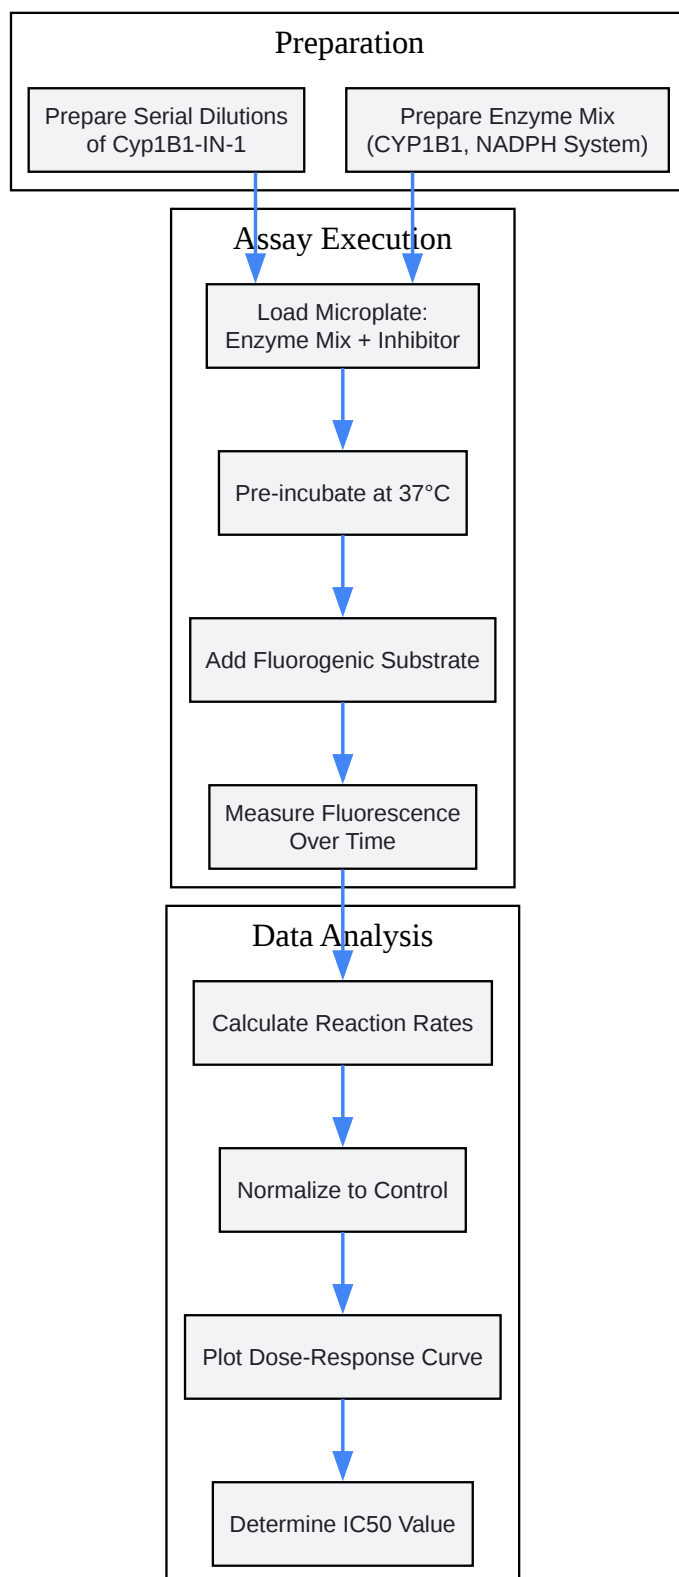 Preparation
Prepare Serial Dilutions
of Cyp1B1-IN-1
Prepare Enzyme Mix
(CYP1B1, NADPH System)
Assay Execution
Load Microplate:
Enzyme Mix + Inhibitor
Pre-incubate at 37°C
Add Fluorogenic Substrate
Measure Fluorescence
Over Time
Data Analysis
Calculate Reaction Rates
Normalize to Control
Plot Dose-Response Curve
Determine IC50 Value